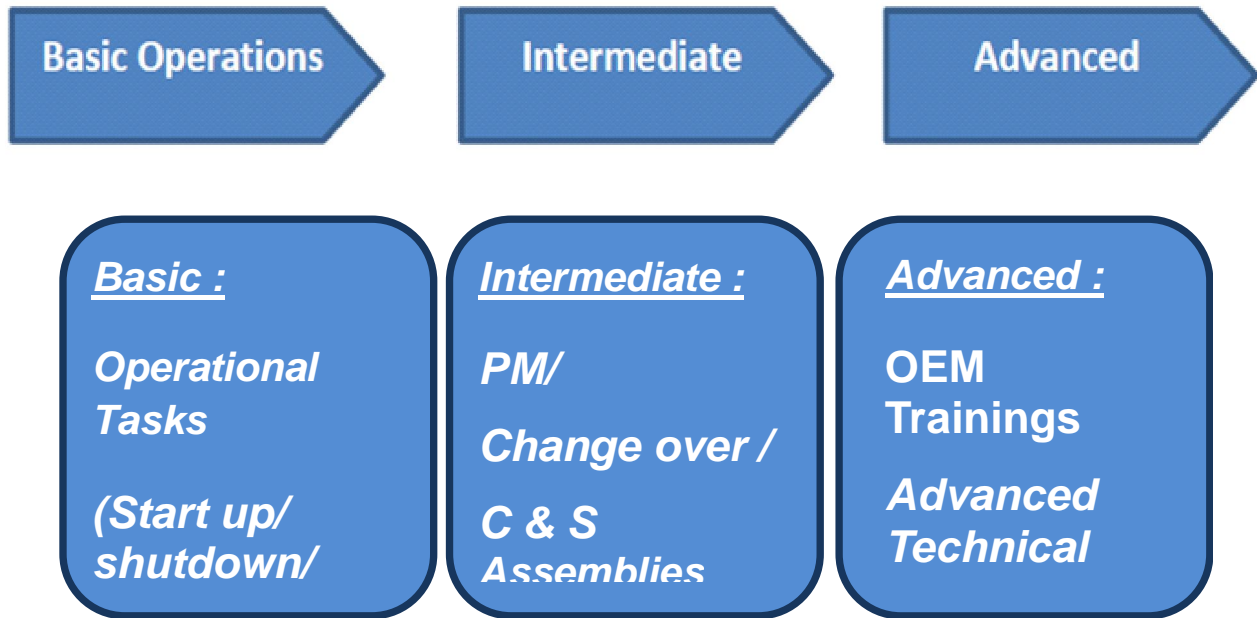 Basic Operations
Intermediate
Advanced
Basic :
Operational
Tasks
(Start up/
shutdown/
Intermediate :
PM/
Change over /
C & S
Assemblies
Advanced :
OEM
Trainings
Advanced
Technical